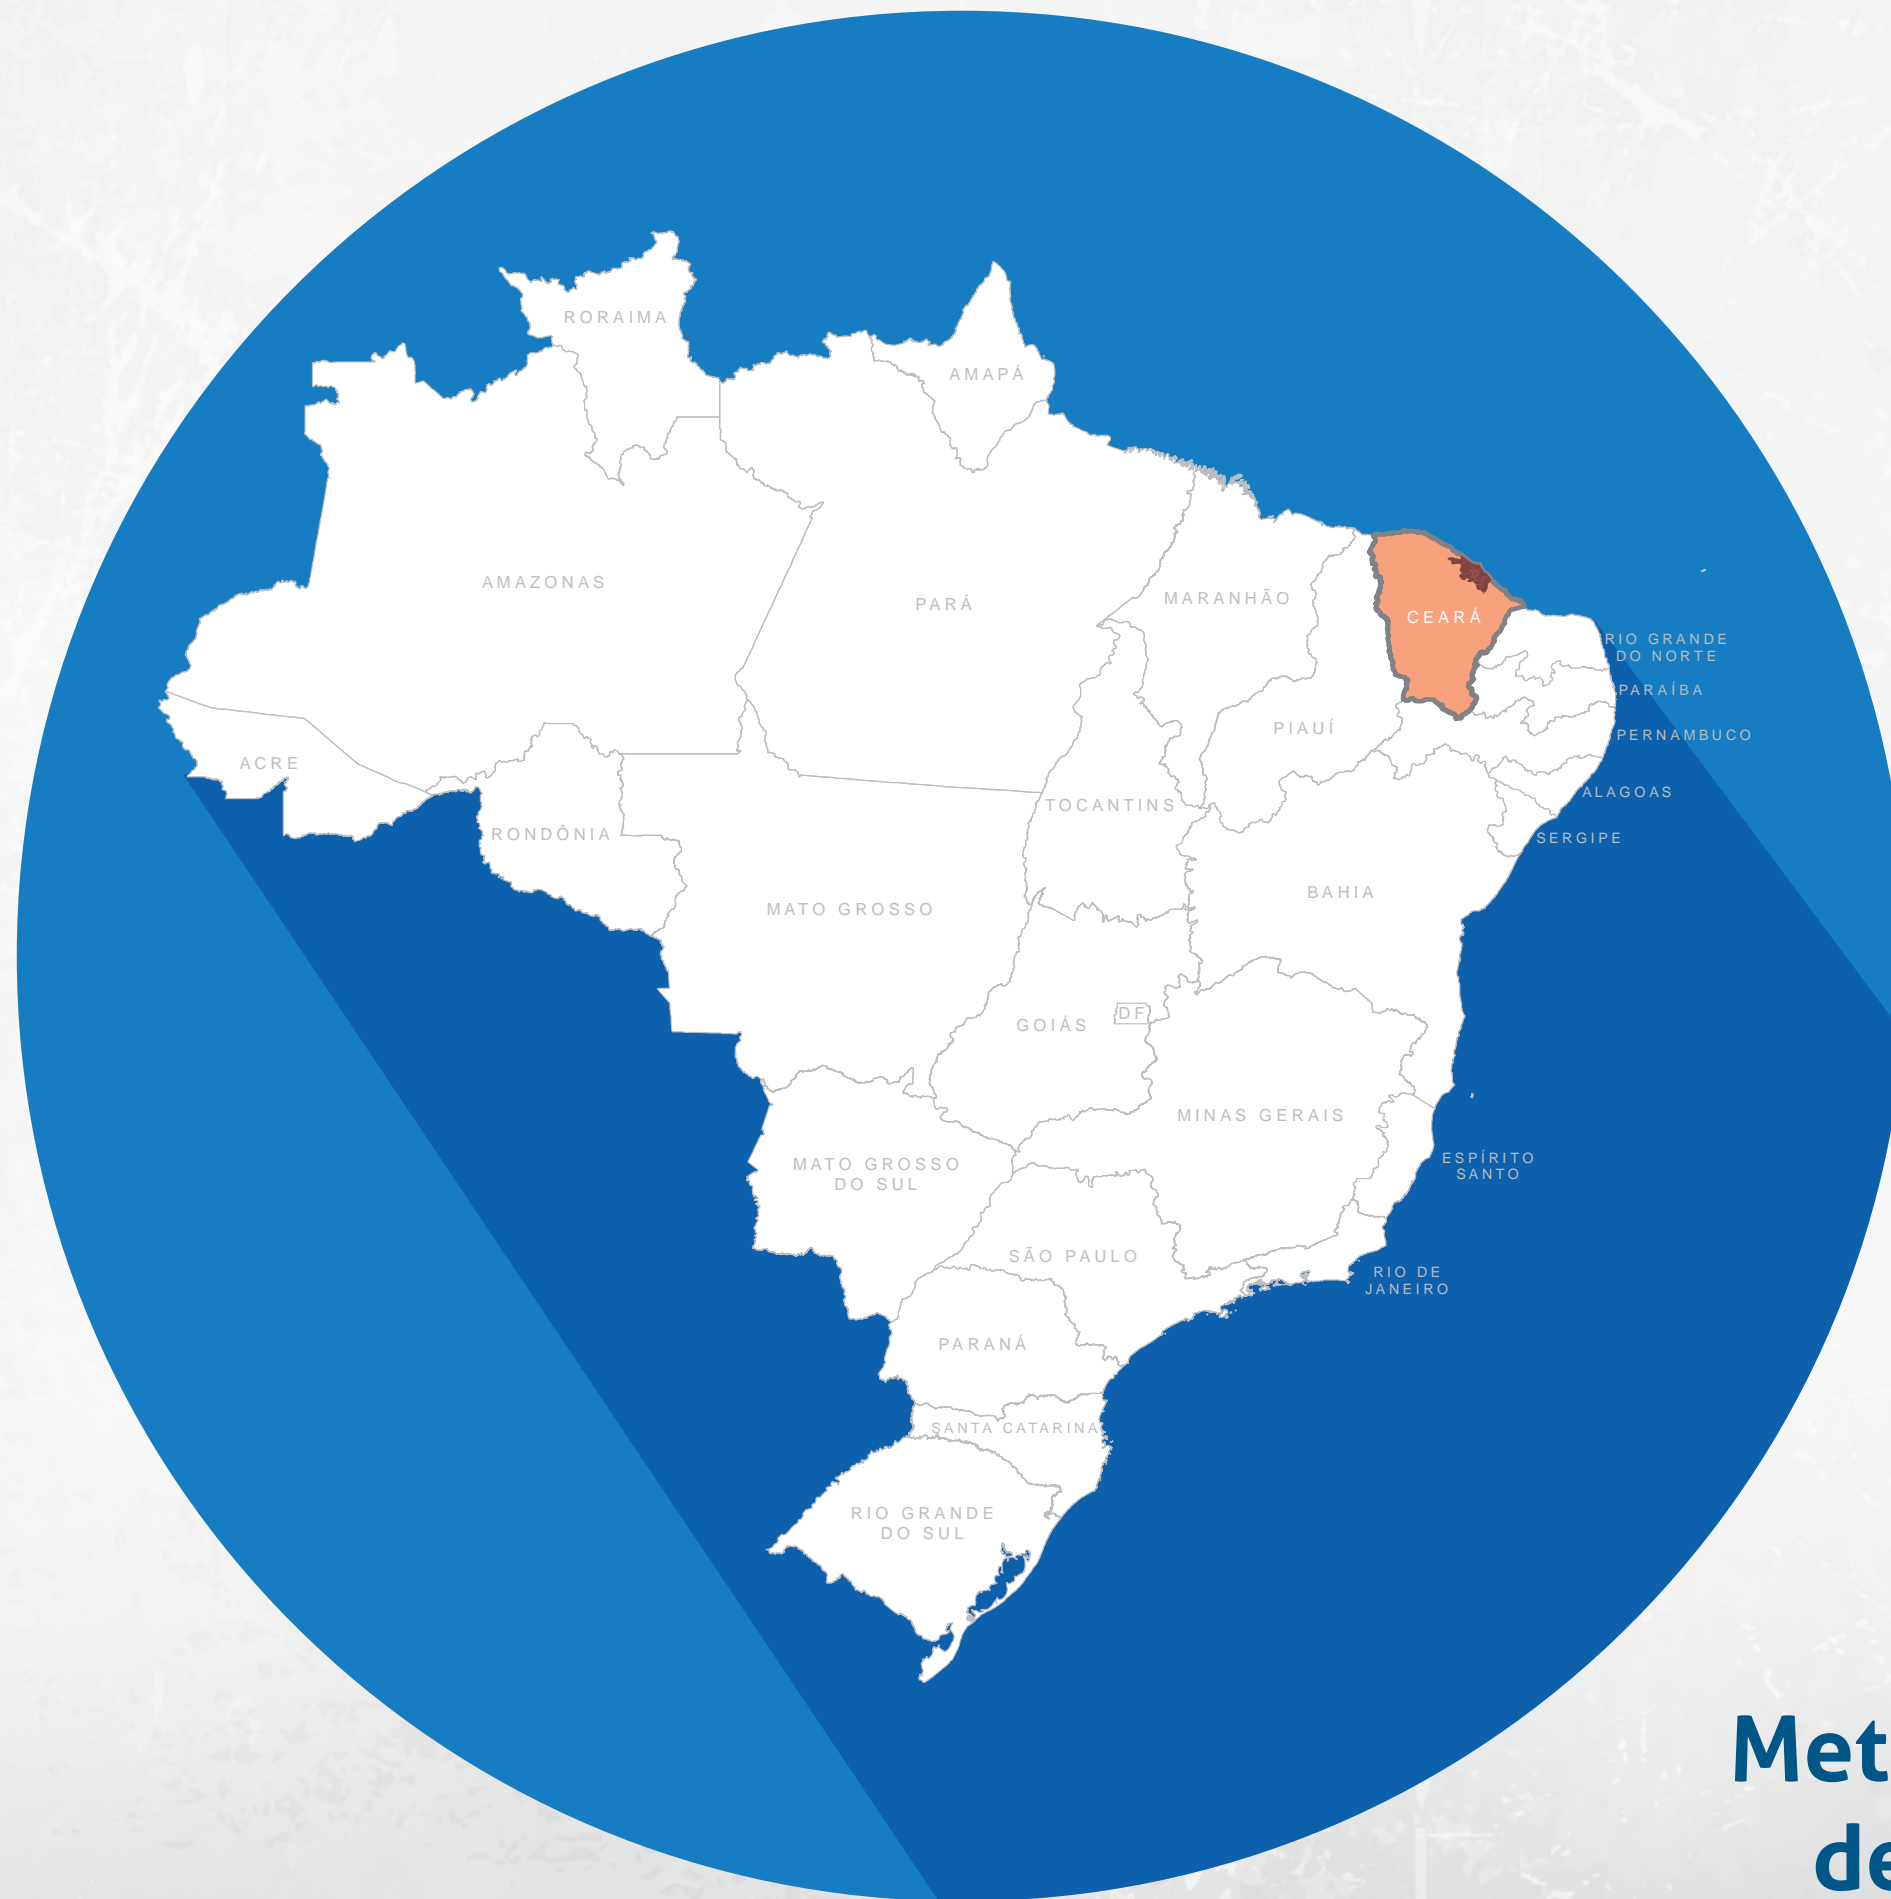 RORAIMA
AMAPÁ
AMAZONAS
PARÁ
MARANHÃO
CEARÁ
RIO GRANDE
DO NORTE
PARAÍBA
PIAUÍ
PERNAMBUCO
ACRE
TOCANTINS
ALAGOAS
RONDÔNIA
SERGIPE
BAHIA
MATO GROSSO
DF
GOIÁS
MINAS GERAIS
ESPÍRITO
SANTO
MATO GROSSO
DO SUL
SÃO PAULO
RIO DE
JANEIRO
PARANÁ
SANTA CATARINA
RIO GRANDE
DO SUL
Met
de